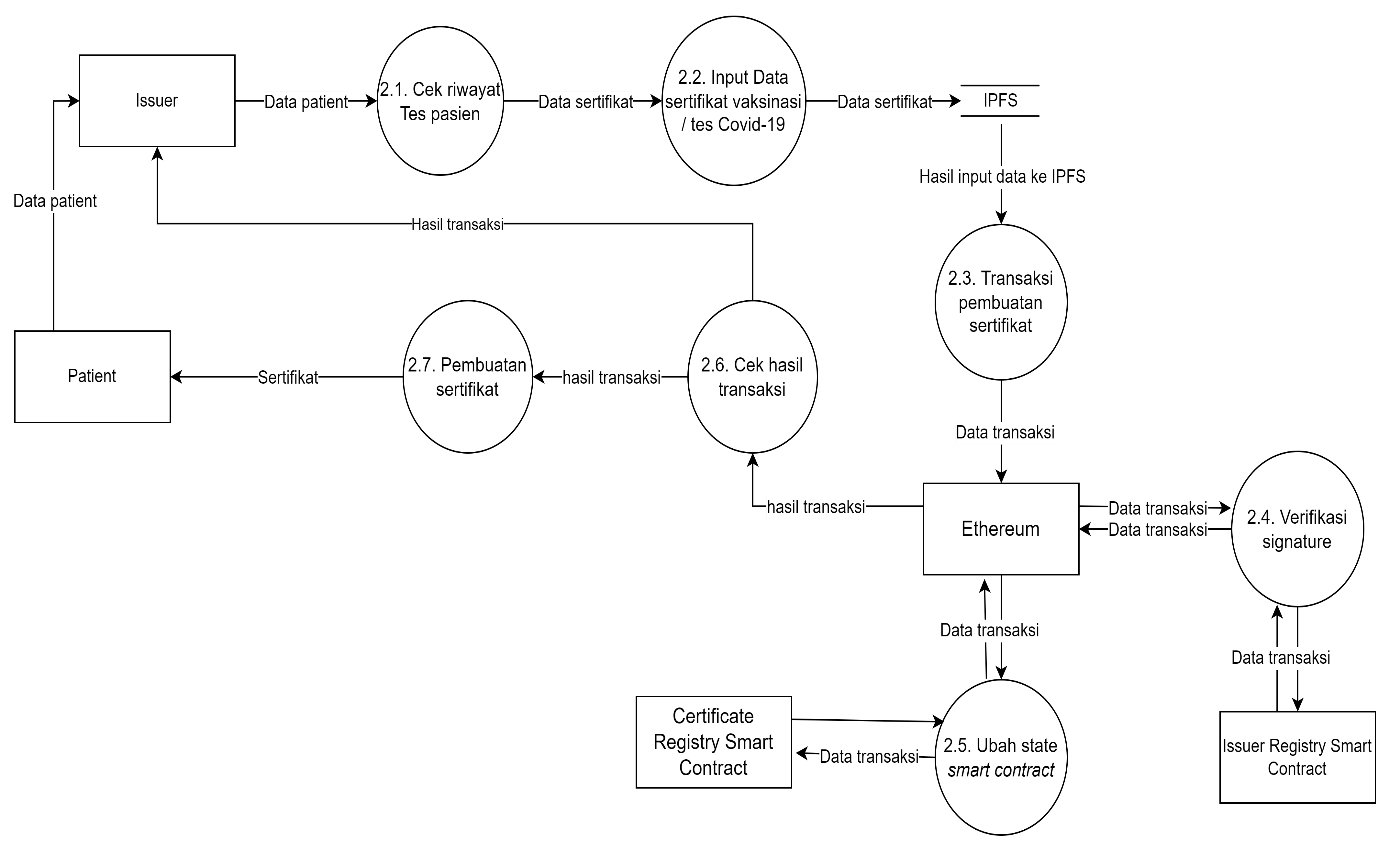 Issuer
Data patient
2.1. Cek riwayat
Tes pasien
Data sertifikat
2.2. Input Data
sertifikat vaksinasi
/ tes Covid-19
Data sertifikat
IPFS
Data patient
Hasil input data ke IPFS
Hasil transaksi
2.3. Transaksi
pembuatan
sertifikat
Patient
Sertifikat
2.7. Pembuatan
sertifikat
hasil transaksi
2.6. Cek hasil
transaksi
Data transaksi
hasil transaksi
Ethereum
Data transaksi
Data transaksi
2.4. Verifikasi
signature
Data transaksi
Data transaksi
Certificate
Registry Smart
Contract
Data transaksi
2.5. Ubah state
smart contract
Issuer Registry Smart
Contract